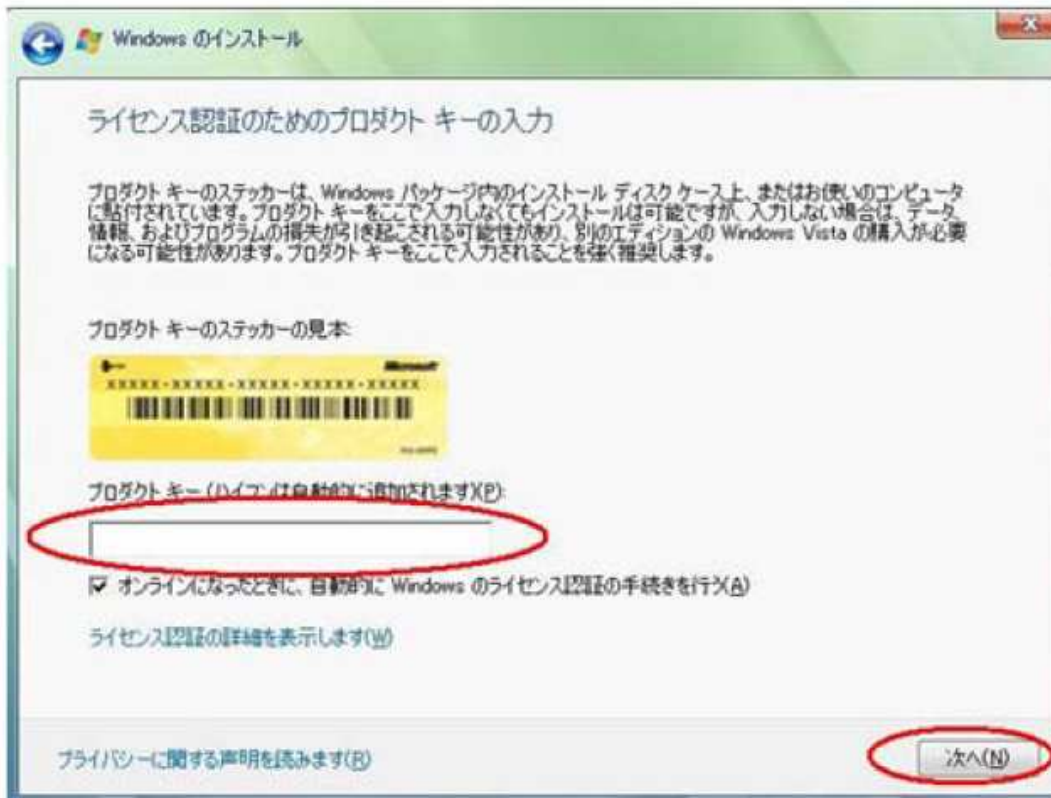 Windows のインストール
ライセンス認証のためのプロダクト キーの入力
プロダクト キーのステッカーは、Windows パッケージ内のインストール ディスク ケース上、またはお使いのコンピュータ
に貼付されています。プロダクト キーをここで入力しなくてもインストールは可能ですが、入力しない場合は、データ、
情報、およびプログラムの損失が引き起こされる可能性があり、別のエディションの Windows Vista の購入が必要
になる可能性があります。プロダクト キーをここで入力されることを強く推奨します。
プロダクト キーのステッカーの見本:
Microsoft
XXXXX-XXXXX-XXXXX-XXXXX-XXXXX
プロダクト キー (ハイフンは自動的に追加されます)(P):
オンラインになったときに、自動的に Windows のライセンス認証の手続きを行う(A)
ライセンス認証の詳細を表示します(W)
プライバシーに関する声明を読みます(R)
次へ(N)